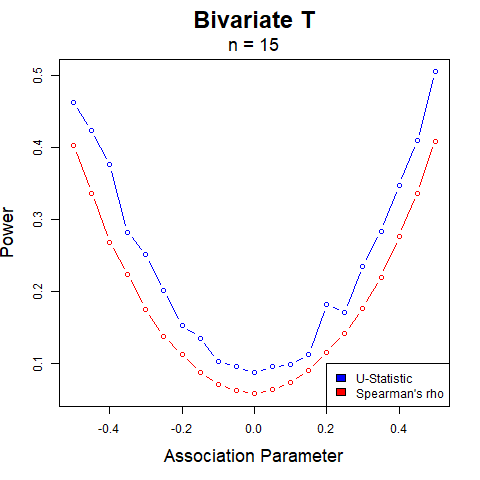 Bivariate T
n = 15
Power
0.5
0.4
0.3
0.2
0.1
-0.4
-0.2
0.0
0.2
0.4
Association Parameter
U-Statistic
Spearman's rho